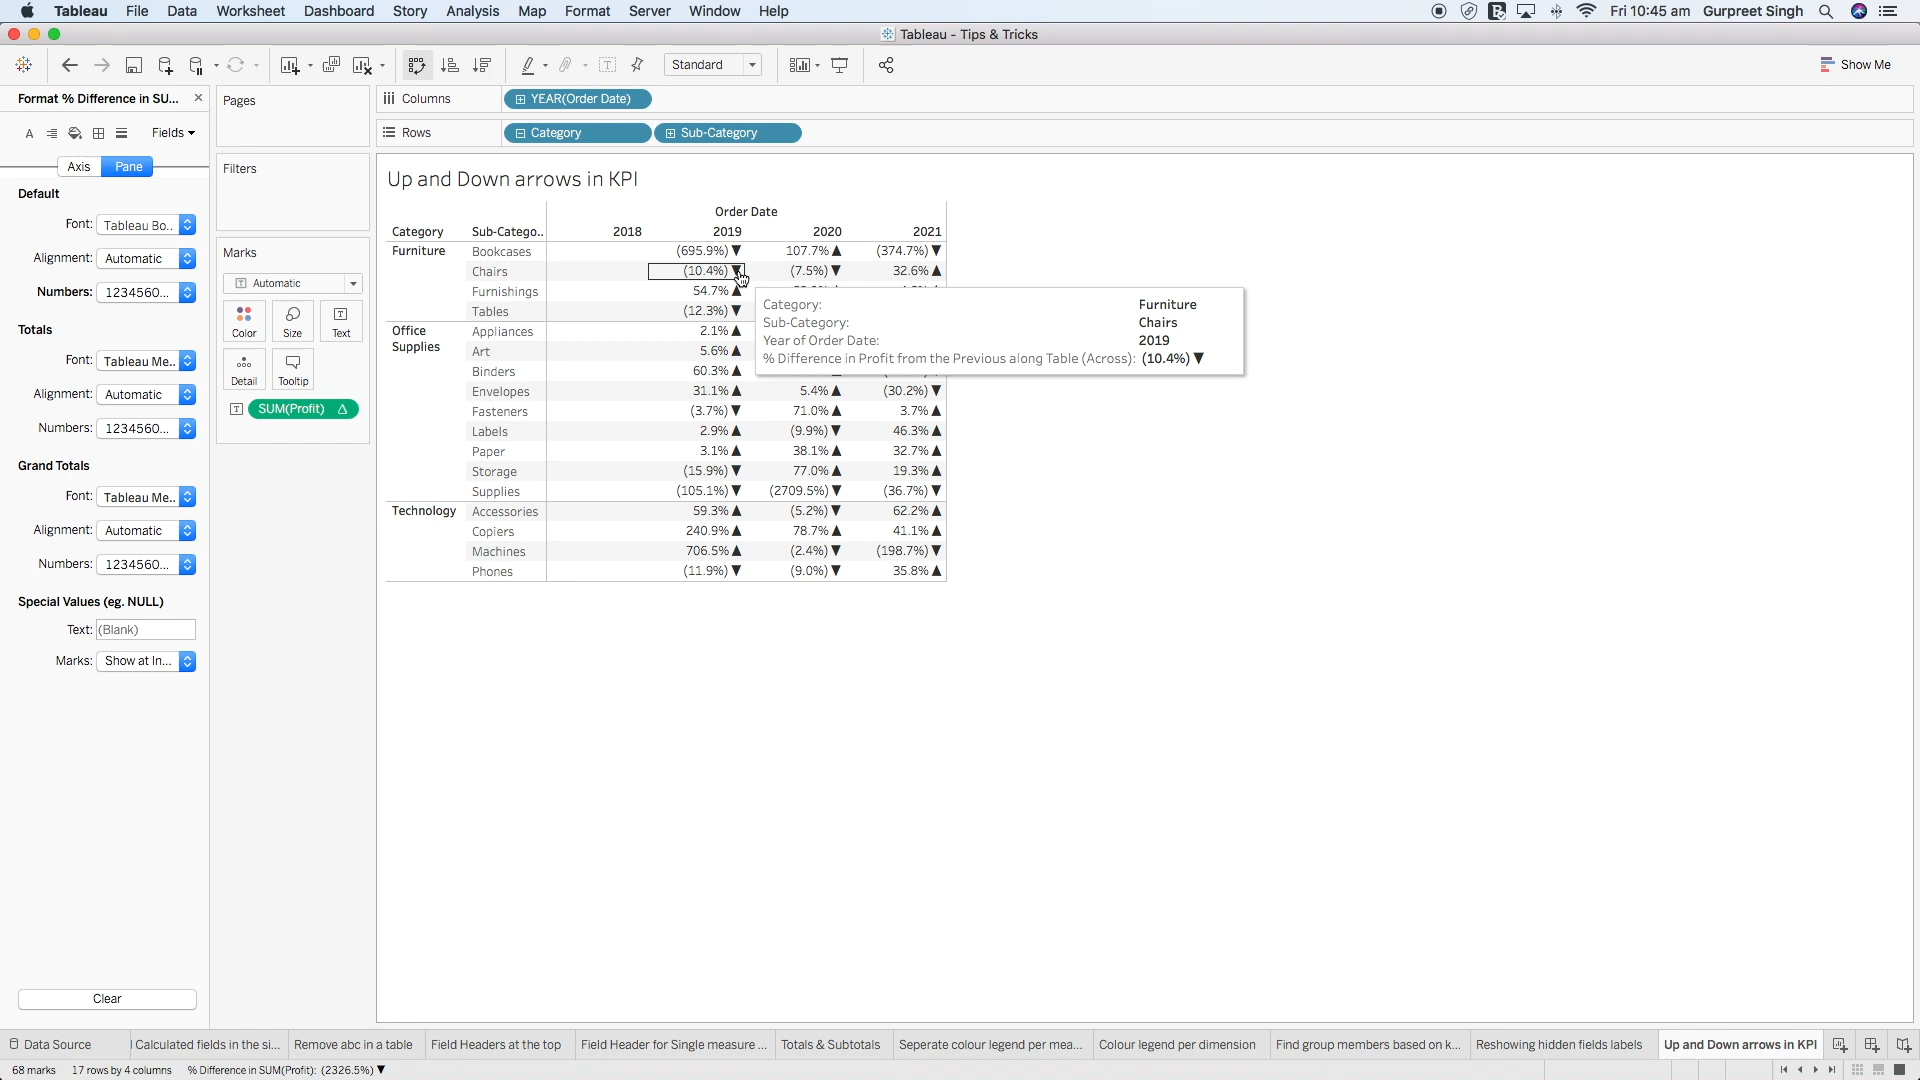 Tableau File Data Worksheet Dashboard Story Analysis Map Format Server Window Help Fri 10:45 am Gurpreet Singh
Tableau - Tips & Tricks
Standard Show Me
Format % Difference in SU...
Fields
Axis Pane
Default
Font: Tableau Bo..
Alignment: Automatic
Numbers: 1234560...
Totals
Font: Tableau Me..
Alignment: Automatic
Numbers: 1234560...
Grand Totals
Font: Tableau Me..
Alignment: Automatic
Numbers: 1234560...
Special Values (eg. NULL)
Text: (Blank)
Marks: Show at In...
Clear
Pages
Filters
Marks
Automatic
Color Size Text
Detail Tooltip
SUM(Profit) △
Columns YEAR(Order Date)
Rows Category Sub-Category
Up and Down arrows in KPI
Order Date
Category Sub-Catego.. 2018 2019 2020 2021
Furniture Bookcases (695.9%)▼ 107.7%▲ (374.7%)▼
Chairs (10.4%)▼ (7.5%)▼ 32.6%▲
Furnishings 54.7%▲
Tables (12.3%)▼
Office Supplies Appliances 2.1%▲
Art 5.6%▲
Binders 60.3%▲
Envelopes 31.1%▲ 5.4%▲ (30.2%)▼
Fasteners (3.7%)▼ 71.0%▲ 3.7%▲
Labels 2.9%▲ (9.9%)▼ 46.3%▲
Paper 3.1%▲ 38.1%▲ 32.7%▲
Storage (15.9%)▼ 77.0%▲ 19.3%▲
Supplies (105.1%)▼ (2709.5%)▼ (36.7%)▼
Technology Accessories 59.3%▲ (5.2%)▼ 62.2%▲
Copiers 240.9%▲ 78.7%▲ 41.1%▲
Machines 706.5%▲ (2.4%)▼ (198.7%)▼
Phones (11.9%)▼ (9.0%)▼ 35.8%▲
Category: Furniture
Sub-Category: Chairs
Year of Order Date: 2019
% Difference in Profit from the Previous along Table (Across): (10.4%)▼
Data Source Calculated fields in the si... Remove abc in a table Field Headers at the top Field Header for Single measure ... Totals & Subtotals Seperate colour legend per mea... Colour legend per dimension Find group members based on k... Reshowing hidden fields labels Up and Down arrows in KPI
68 marks 17 rows by 4 columns % Difference in SUM(Profit): (2326.5%)▼